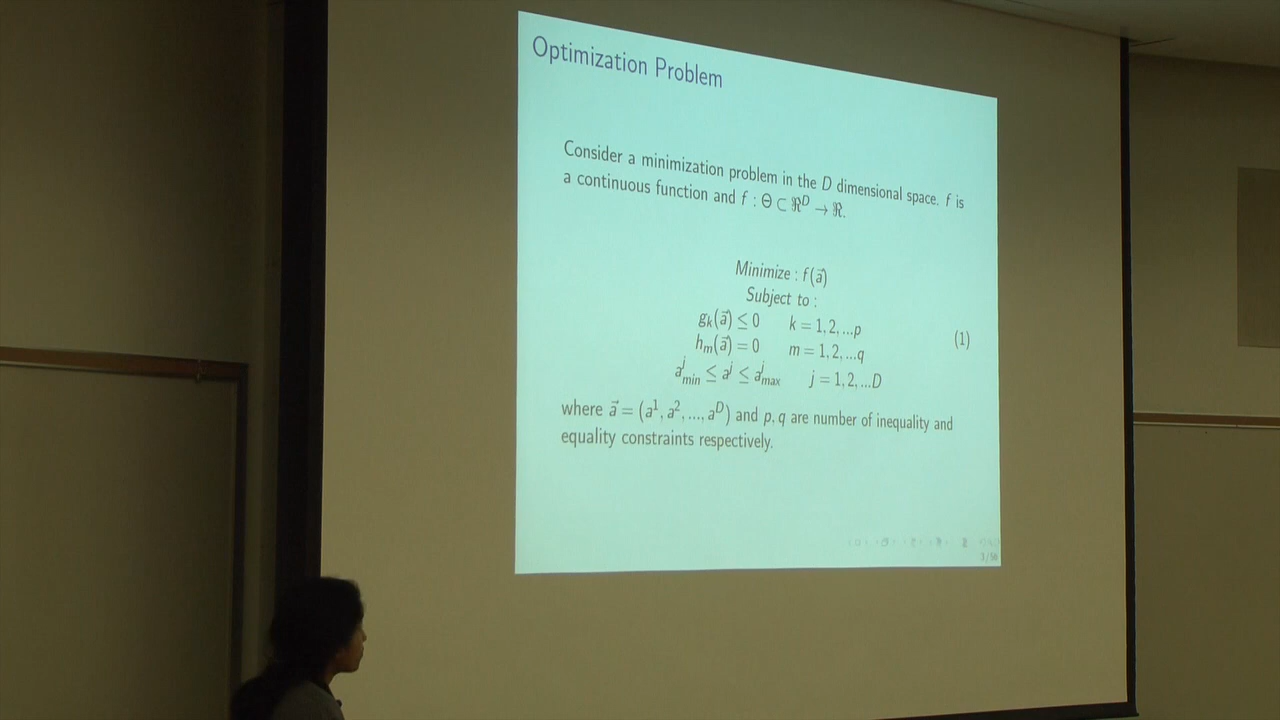 Optimization Problem
Consider a minimization problem in the D dimensional space. f is
a continuous function and f : Θ ⊂ ℜ^D → ℜ.
Minimize : f(a⃗)
Subject to :
g_k(a⃗) ≤ 0 k = 1, 2, ...p
h_m(a⃗) = 0 m = 1, 2, ...q
(1)
a^j_min ≤ a^j ≤ a^j_max j = 1, 2, ...D
where a⃗ = (a^1, a^2, ..., a^D) and p, q are number of inequality and
equality constraints respectively.